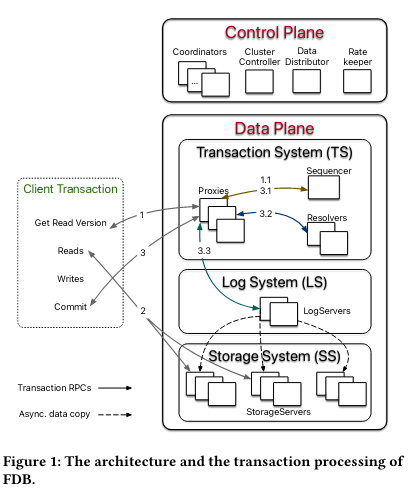 Control Plane
Coordinators
Cluster
Controller
Data
Distributor
Rate
keeper
...
Data Plane
Transaction System (TS)
Proxies
1.1
3.1
Sequencer
3.2
Resolvers
3.3
Client Transaction
Get Read Version
1
Reads
3
Writes
Commit
2
Log System (LS)
LogServers
Storage System (SS)
StorageServers
Transaction RPCs
Async. data copy
Figure 1: The architecture and the transaction processing of
FDB.